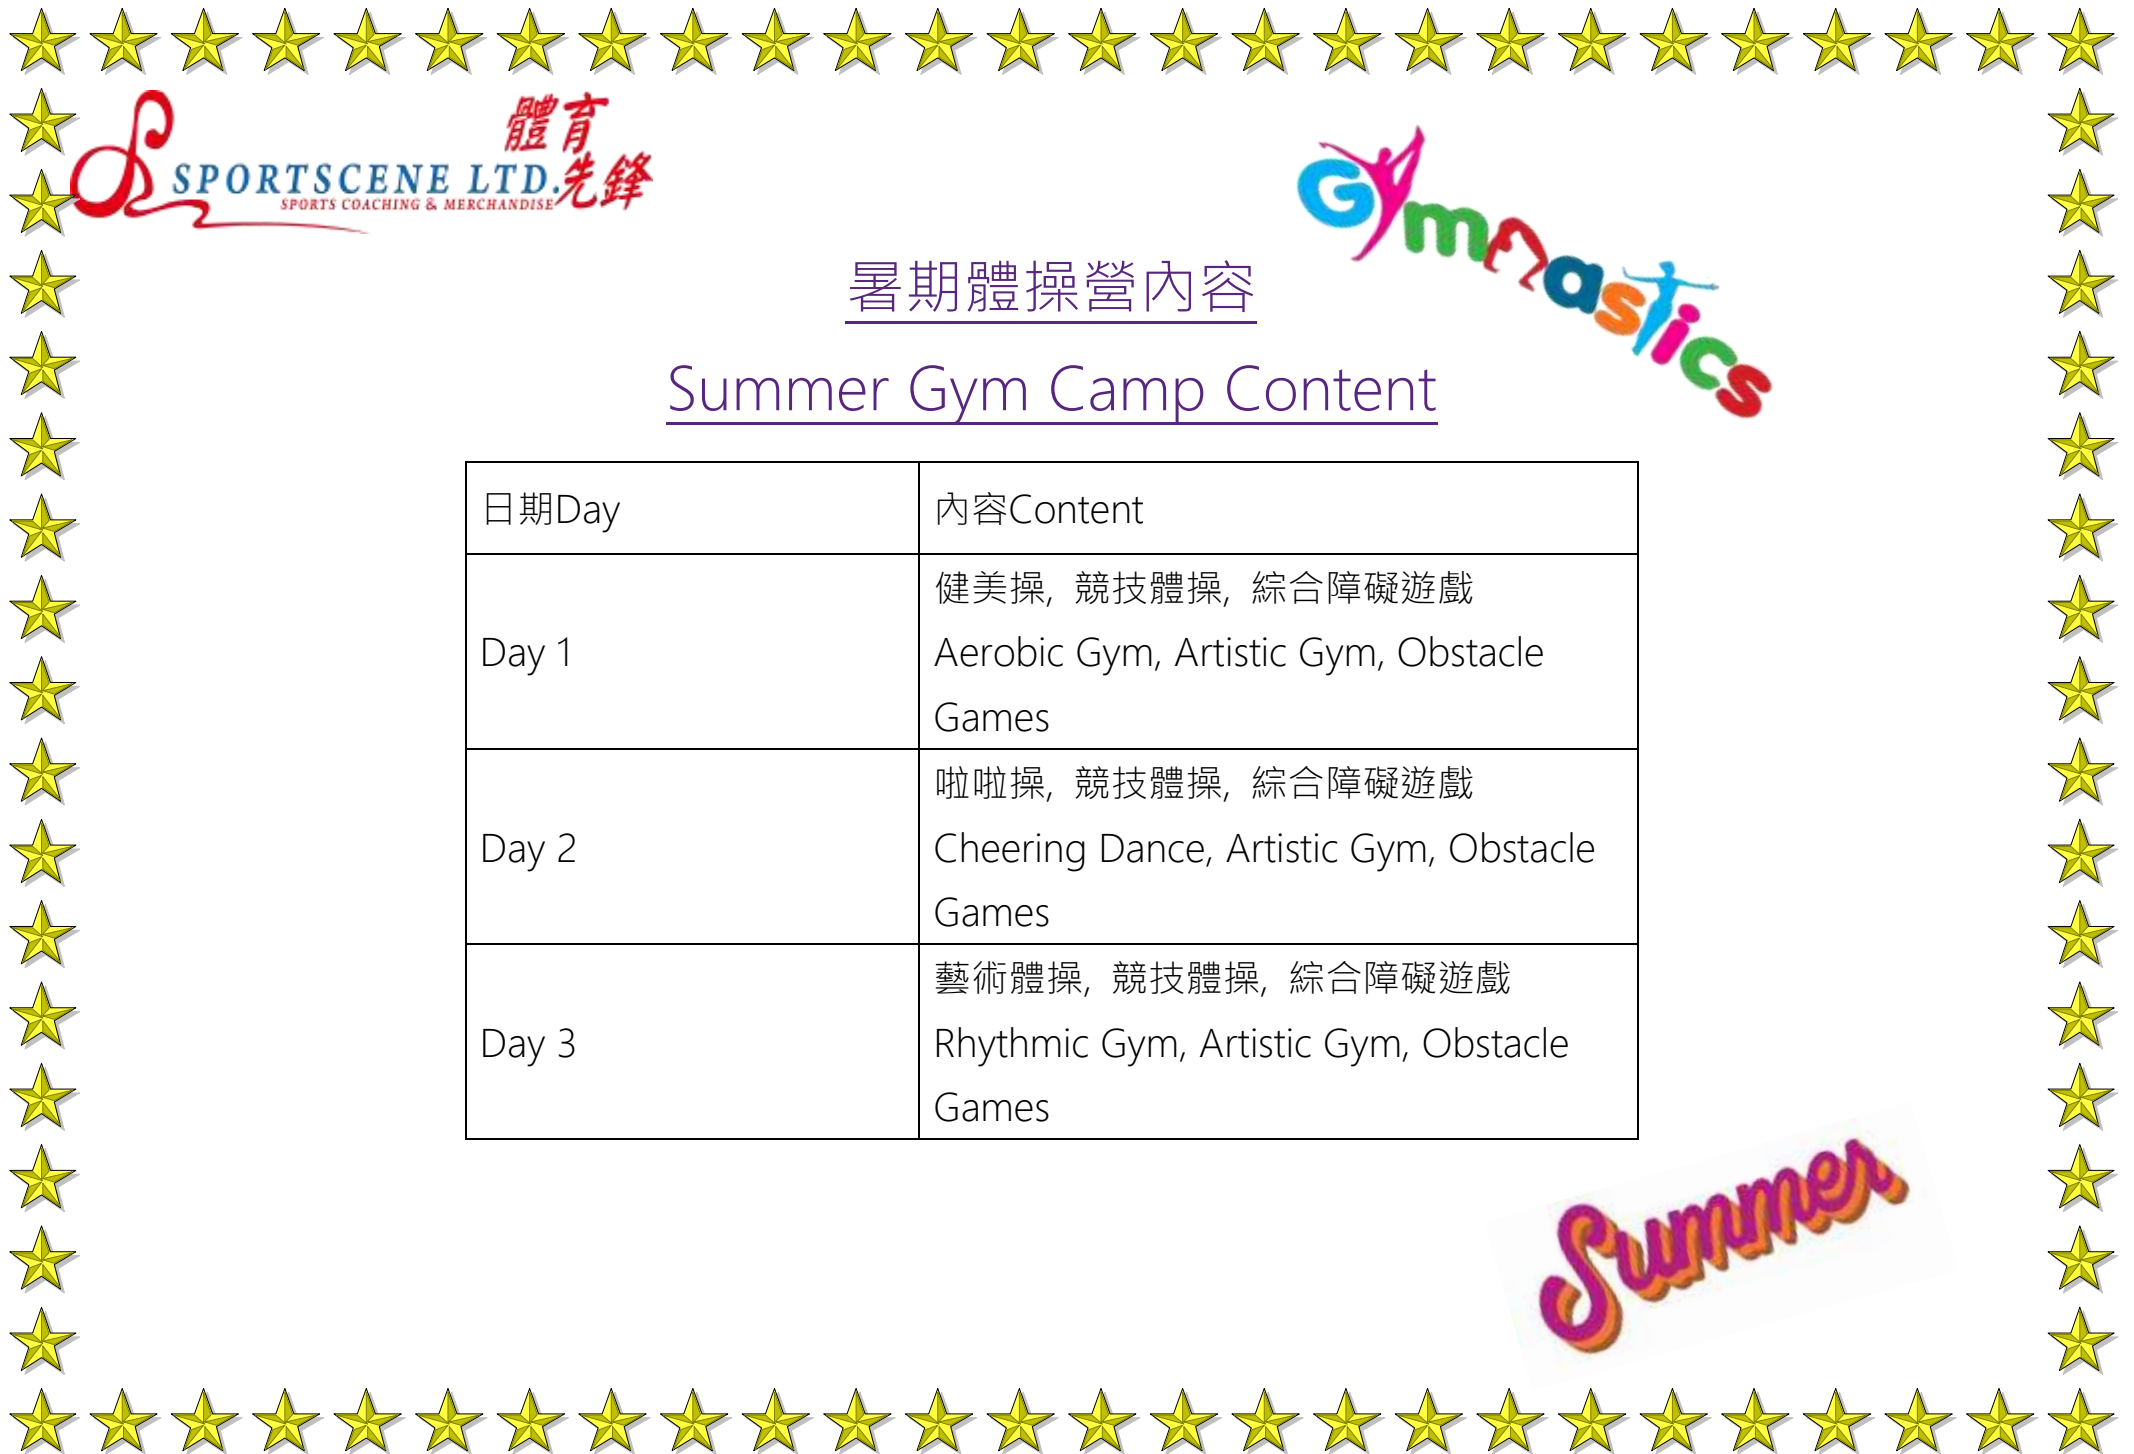 體育
先鋒
SPORTSCENE LTD.
SPORTS COACHING & MERCHANDISE
Gymnastics
暑期體操營內容
Summer Gym Camp Content
日期Day
內容Content
Day 1
健美操, 競技體操, 綜合障礙遊戲
Aerobic Gym, Artistic Gym, Obstacle
Games
Day 2
啦啦操, 競技體操, 綜合障礙遊戲
Cheering Dance, Artistic Gym, Obstacle
Games
Day 3
藝術體操, 競技體操, 綜合障礙遊戲
Rhythmic Gym, Artistic Gym, Obstacle
Games
Summer